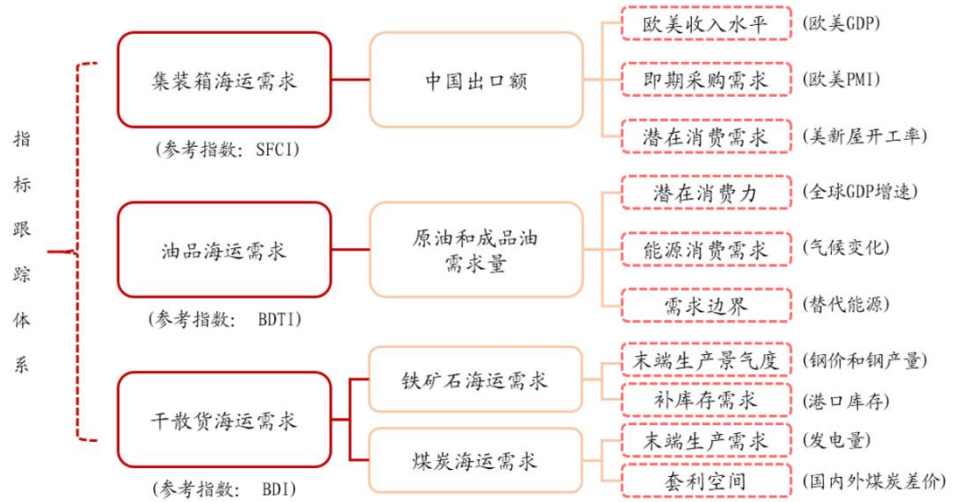 指标跟踪体系
集装箱海运需求
(参考指数: SFCI)
中国出口额
欧美收入水平
(欧美GDP)
即期采购需求
(欧美PMI)
潜在消费需求
(美新屋开工率)
油品海运需求
(参考指数: BDTI)
原油和成品油
需求量
潜在消费力
(全球GDP增速)
能源消费需求
(气候变化)
需求边界
(替代能源)
干散货海运需求
(参考指数: BDI)
铁矿石海运需求
末端生产景气度
(钢价和钢产量)
补库存需求
(港口库存)
煤炭海运需求
末端生产需求
(发电量)
套利空间
(国内外煤炭差价)